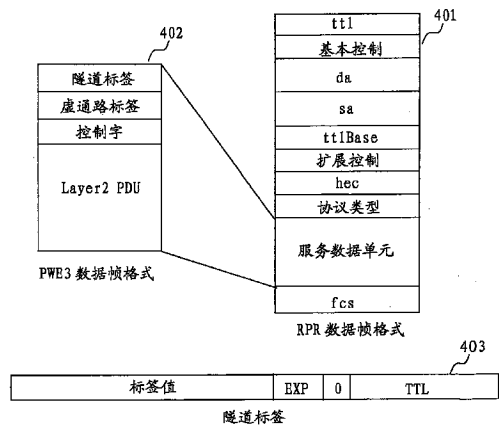 402
隧道标签
虚通路标签
控制字
Layer2 PDU
PWE3 数据帧格式
401
ttl
基本控制
da
sa
ttlBase
扩展控制
hec
协议类型
服务数据单元
fcs
RPR 数据帧格式
403
标签值 EXP 0 TTL
隧道标签